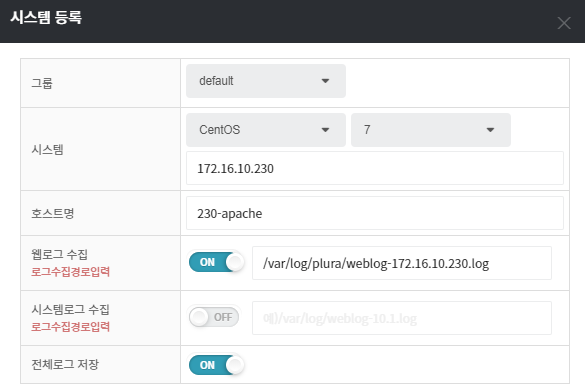 시스템 등록
그룹
default
시스템
CentOS
7
172.16.10.230
호스트명
230-apache
웹로그 수집
로그수집경로입력
ON
/var/log/plura/weblog-172.16.10.230.log
시스템로그 수집
로그수집경로입력
OFF
예)/var/log/weblog-10.1.log
전체로그 저장
ON